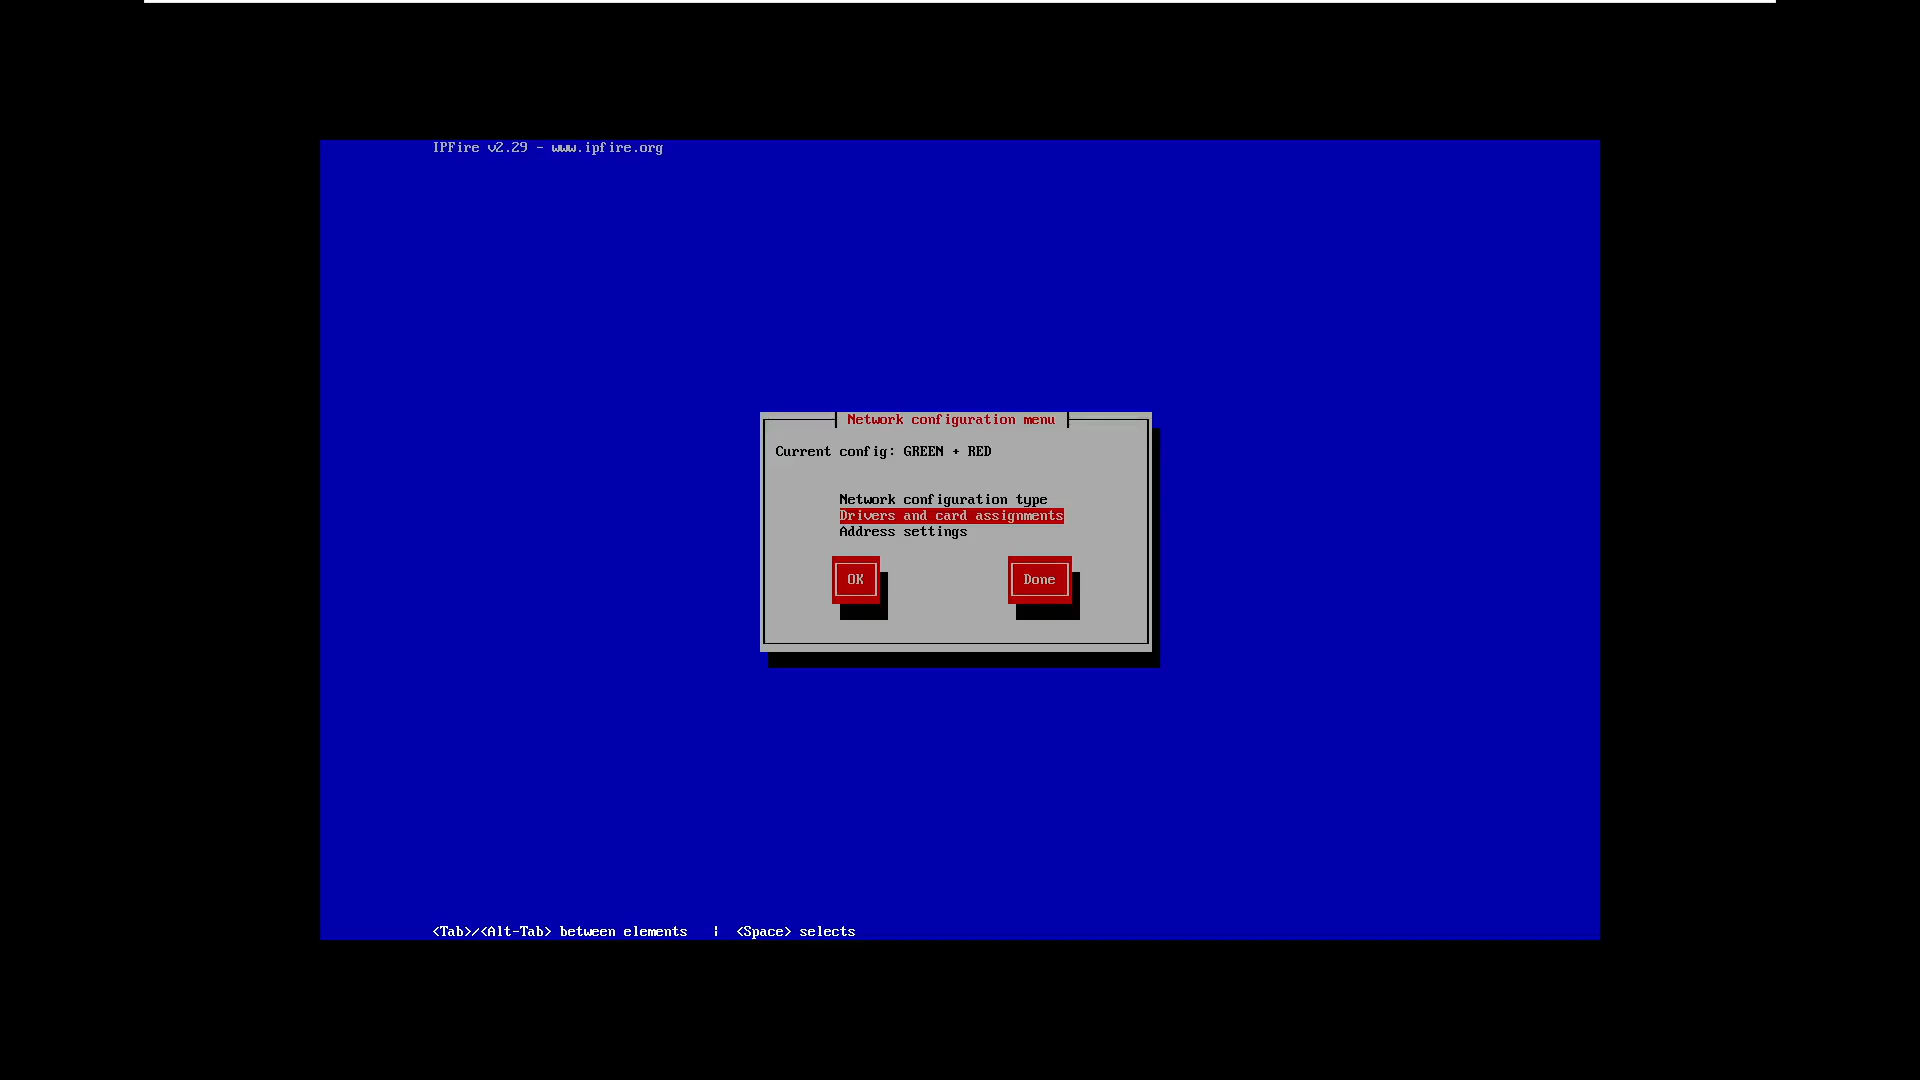 IPFire v2.29 - www.ipfire.org
Network configuration menu
Current config: GREEN + RED
Network configuration type
Drivers and card assignments
Address settings
OK
Done
<Tab>/<Alt-Tab> between elements | <Space> selects